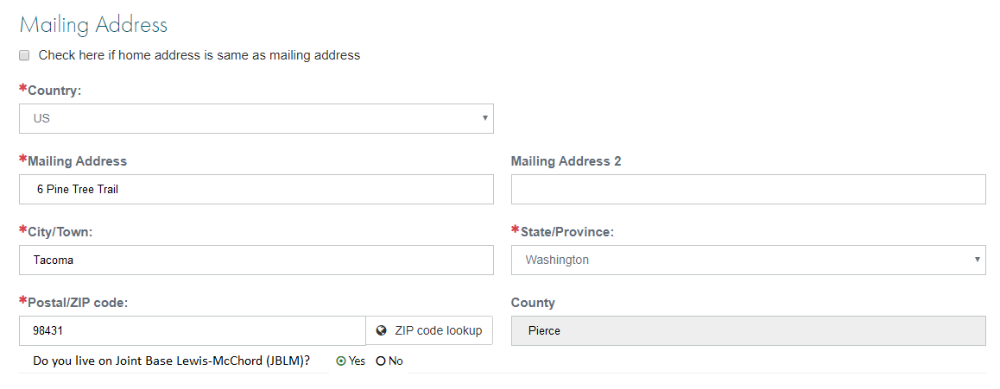 Mailing Address
Check here if home address is same as mailing address
*Country:
US
*Mailing Address
Mailing Address 2
6 Pine Tree Trail
*City/Town:
*State/Province:
Tacoma
Washington
*Postal/ZIP code:
County
98431
ZIP code lookup
Pierce
Do you live on Joint Base Lewis-McChord (JBLM)? Yes No